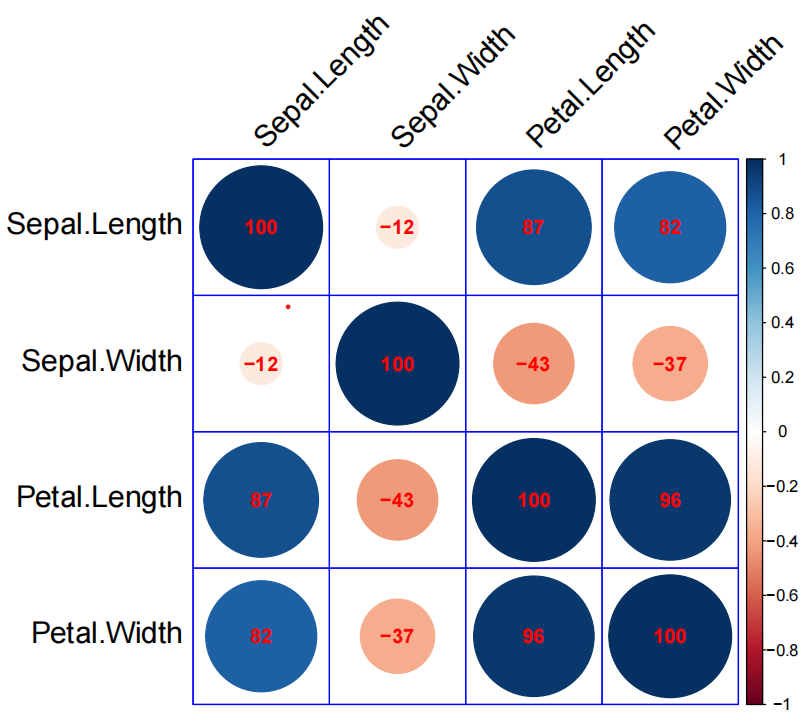 Sepal.Length Sepal.Width Petal.Length Petal.Width
Sepal.Length 100 −12 87 82
Sepal.Width −12 100 −43 −37
Petal.Length 87 −43 100 96
Petal.Width 82 −37 96 100
1
0.8
0.6
0.4
0.2
0
−0.2
−0.4
−0.6
−0.8
−1